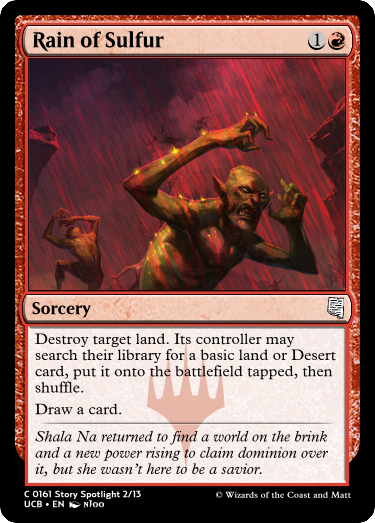 Rain of Sulfur
1
Sorcery
Destroy target land. Its controller may
search their library for a basic land or Desert
card, put it onto the battlefield tapped, then
shuffle.
Draw a card.
Shala Na returned to find a world on the brink
and a new power rising to claim dominion over
it, but she wasn't here to be a savior.
C 0161 Story Spotlight 2/13
UCB • EN N100
© Wizards of the Coast and Matt